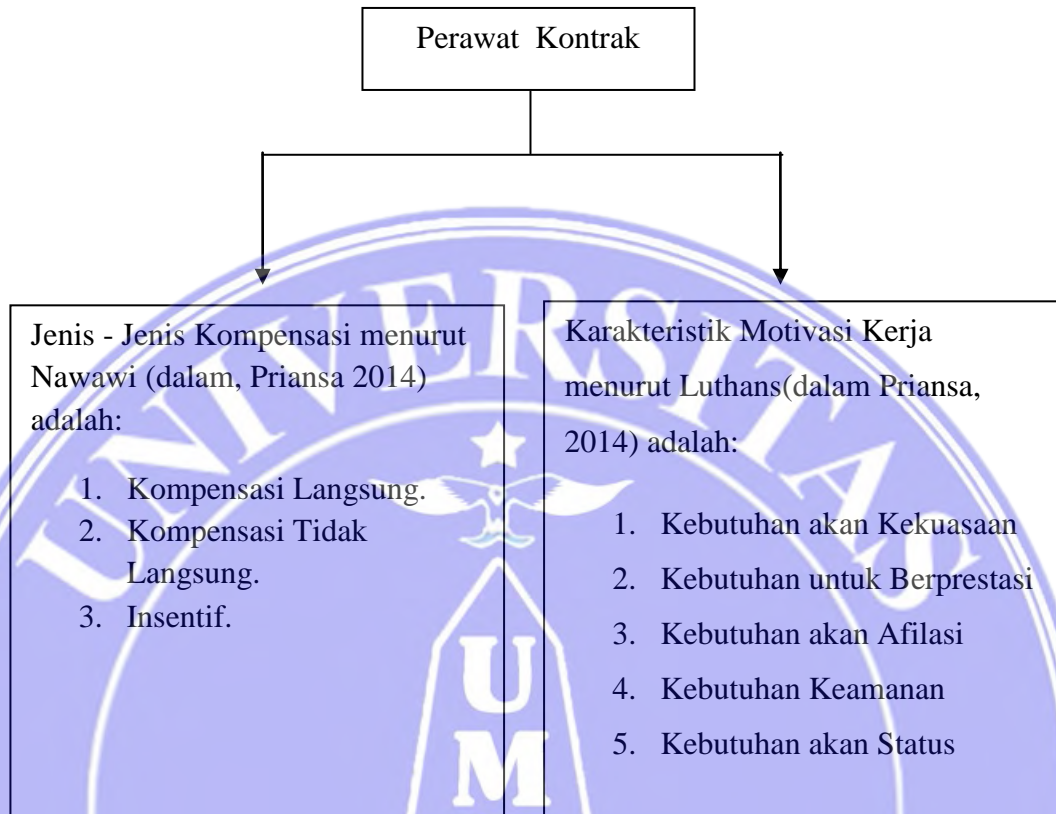 Perawat Kontrak
Jenis - Jenis Kompensasi menurut
Nawawi (dalam, Priansa 2014)
adalah:
1. Kompensasi Langsung.
2. Kompensasi Tidak
Langsung.
3. Insentif.
Karakteristik Motivasi Kerja
menurut Luthans(dalam Priansa,
2014) adalah:
1. Kebutuhan akan Kekuasaan
2. Kebutuhan untuk Berprestasi
3. Kebutuhan akan Afilasi
4. Kebutuhan Keamanan
5. Kebutuhan akan Status
UNIVERSITAS
U
M